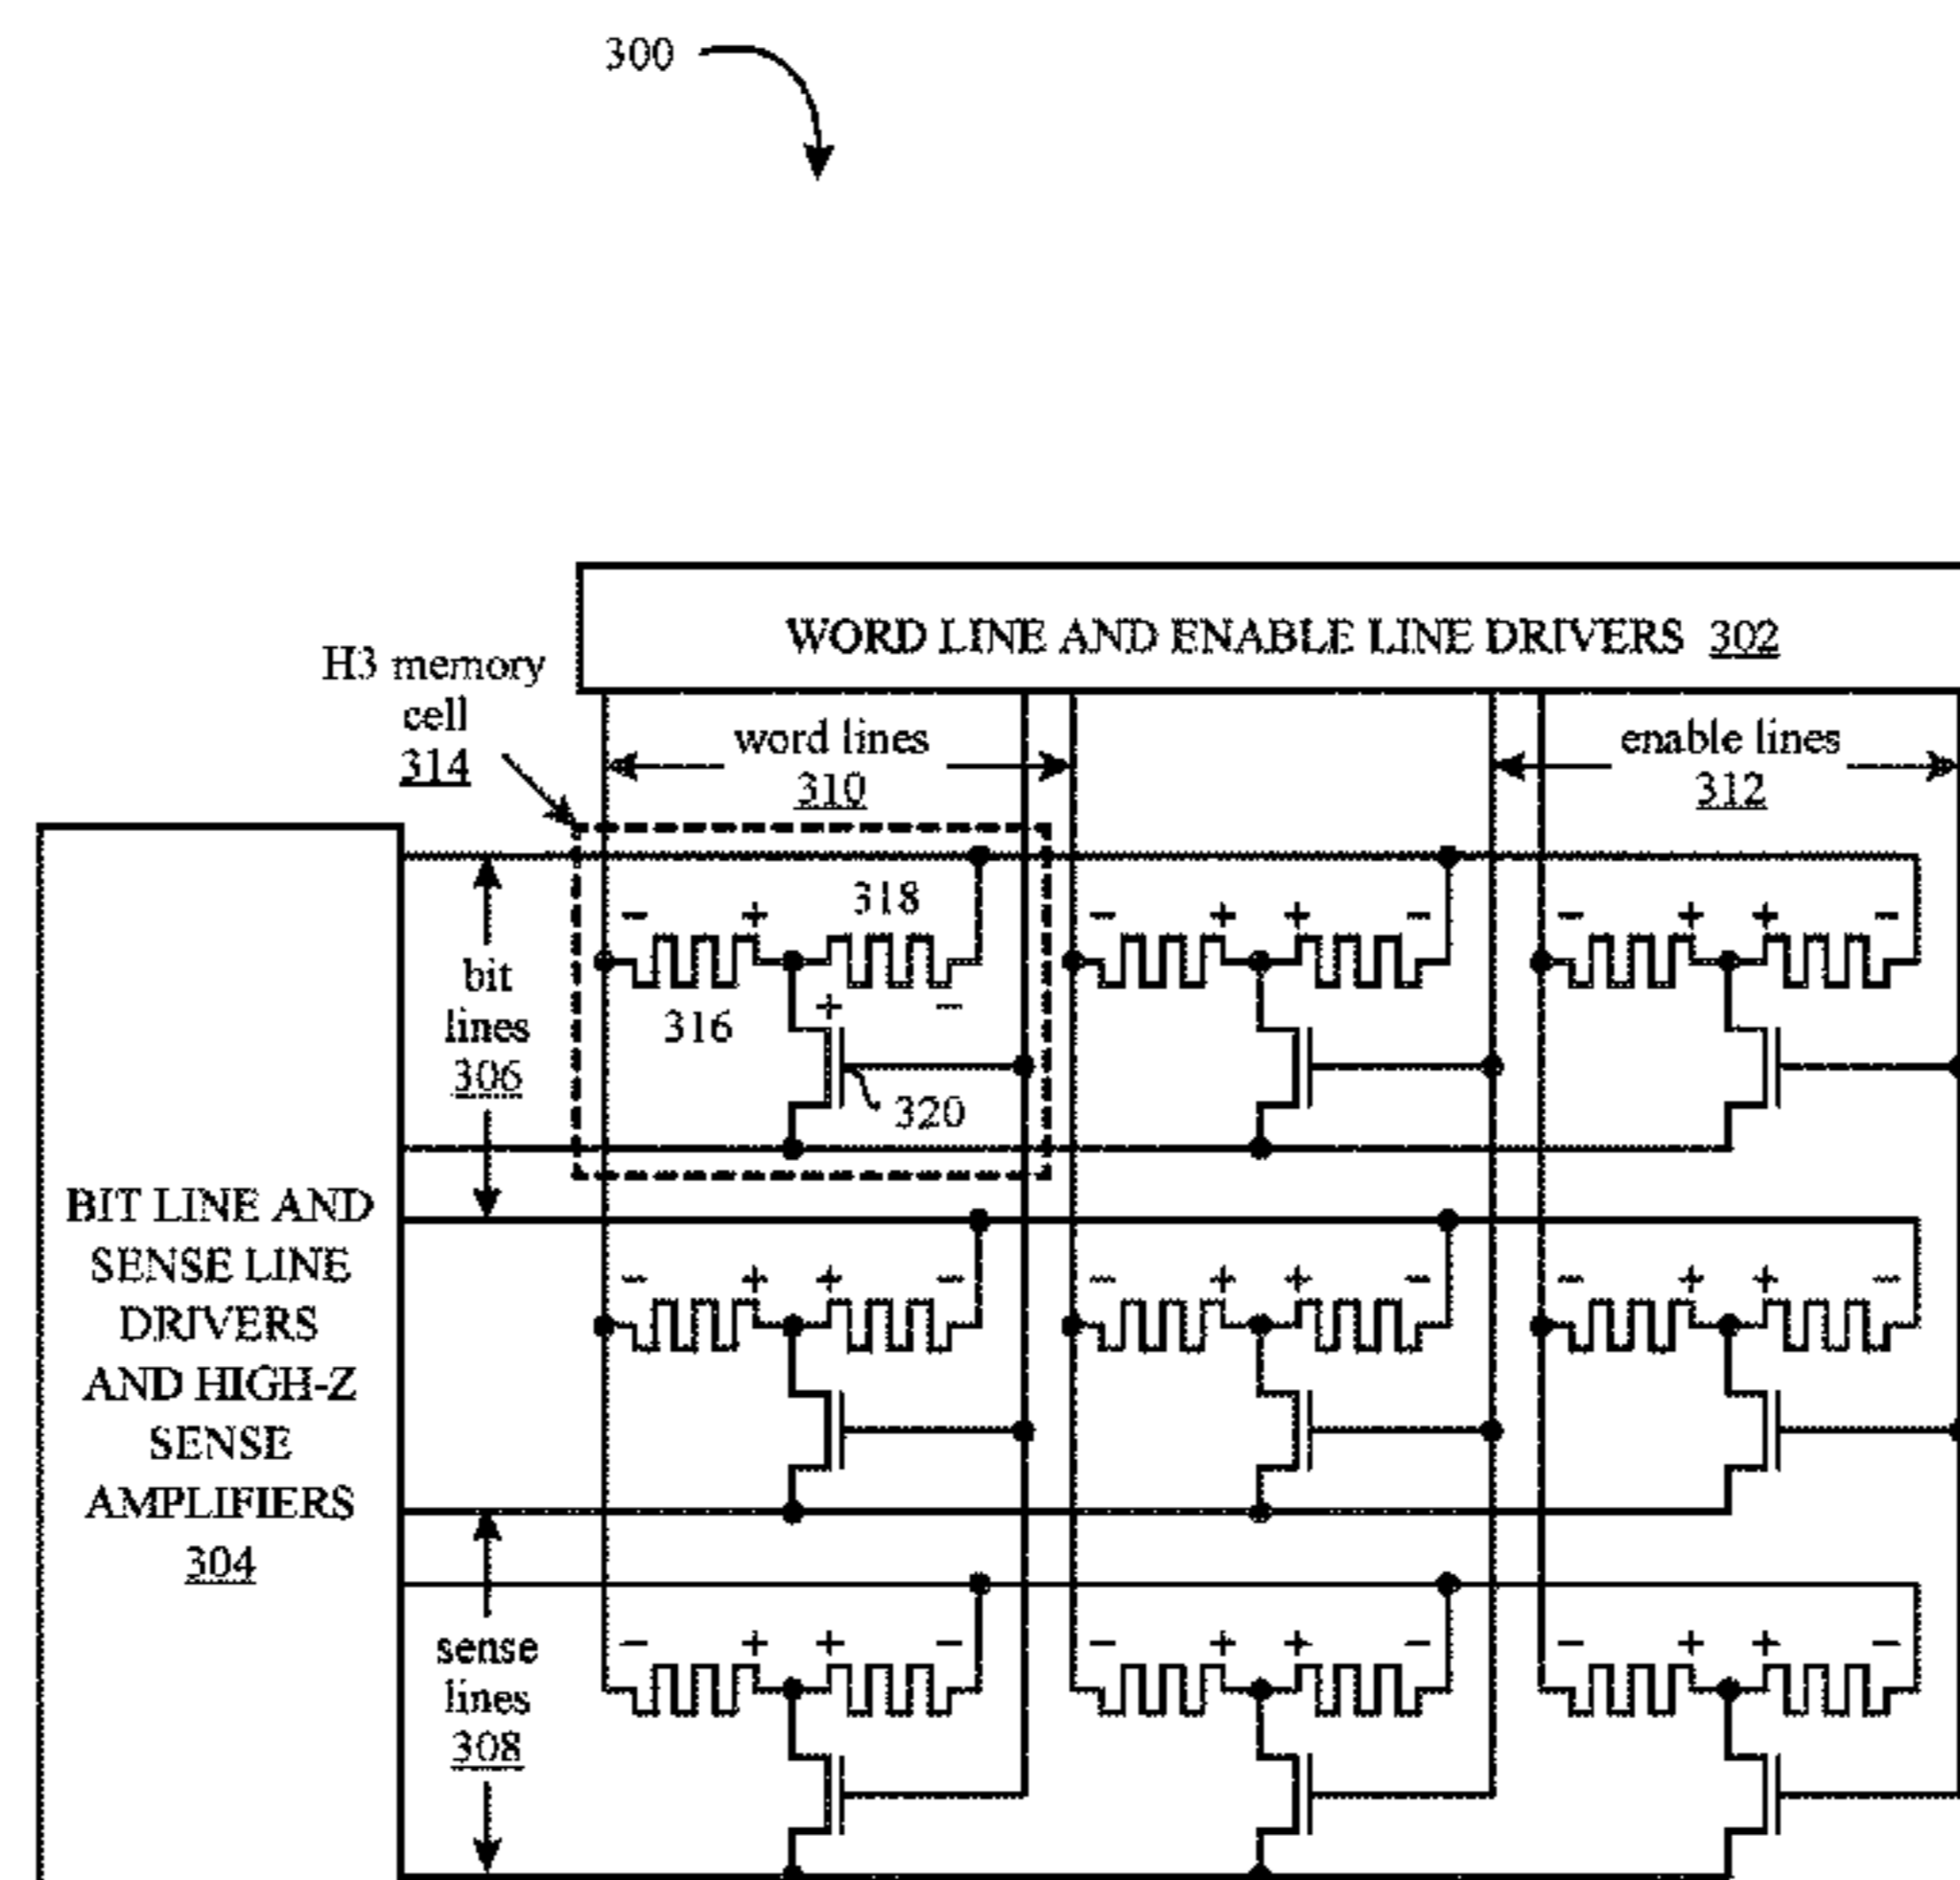 300
WORD LINE AND ENABLE LINE DRIVERS 302
H3 memory
cell
314
word lines
310
enable lines
312
318
- + + -
- + + -
bit
lines
306
316
- +
+ -
320
BIT LINE AND
SENSE LINE
DRIVERS
AND HIGH-Z
SENSE
AMPLIFIERS
304
- + + -
- + + -
- + + -
sense
lines
308
- + + -
- + + -
- + + -